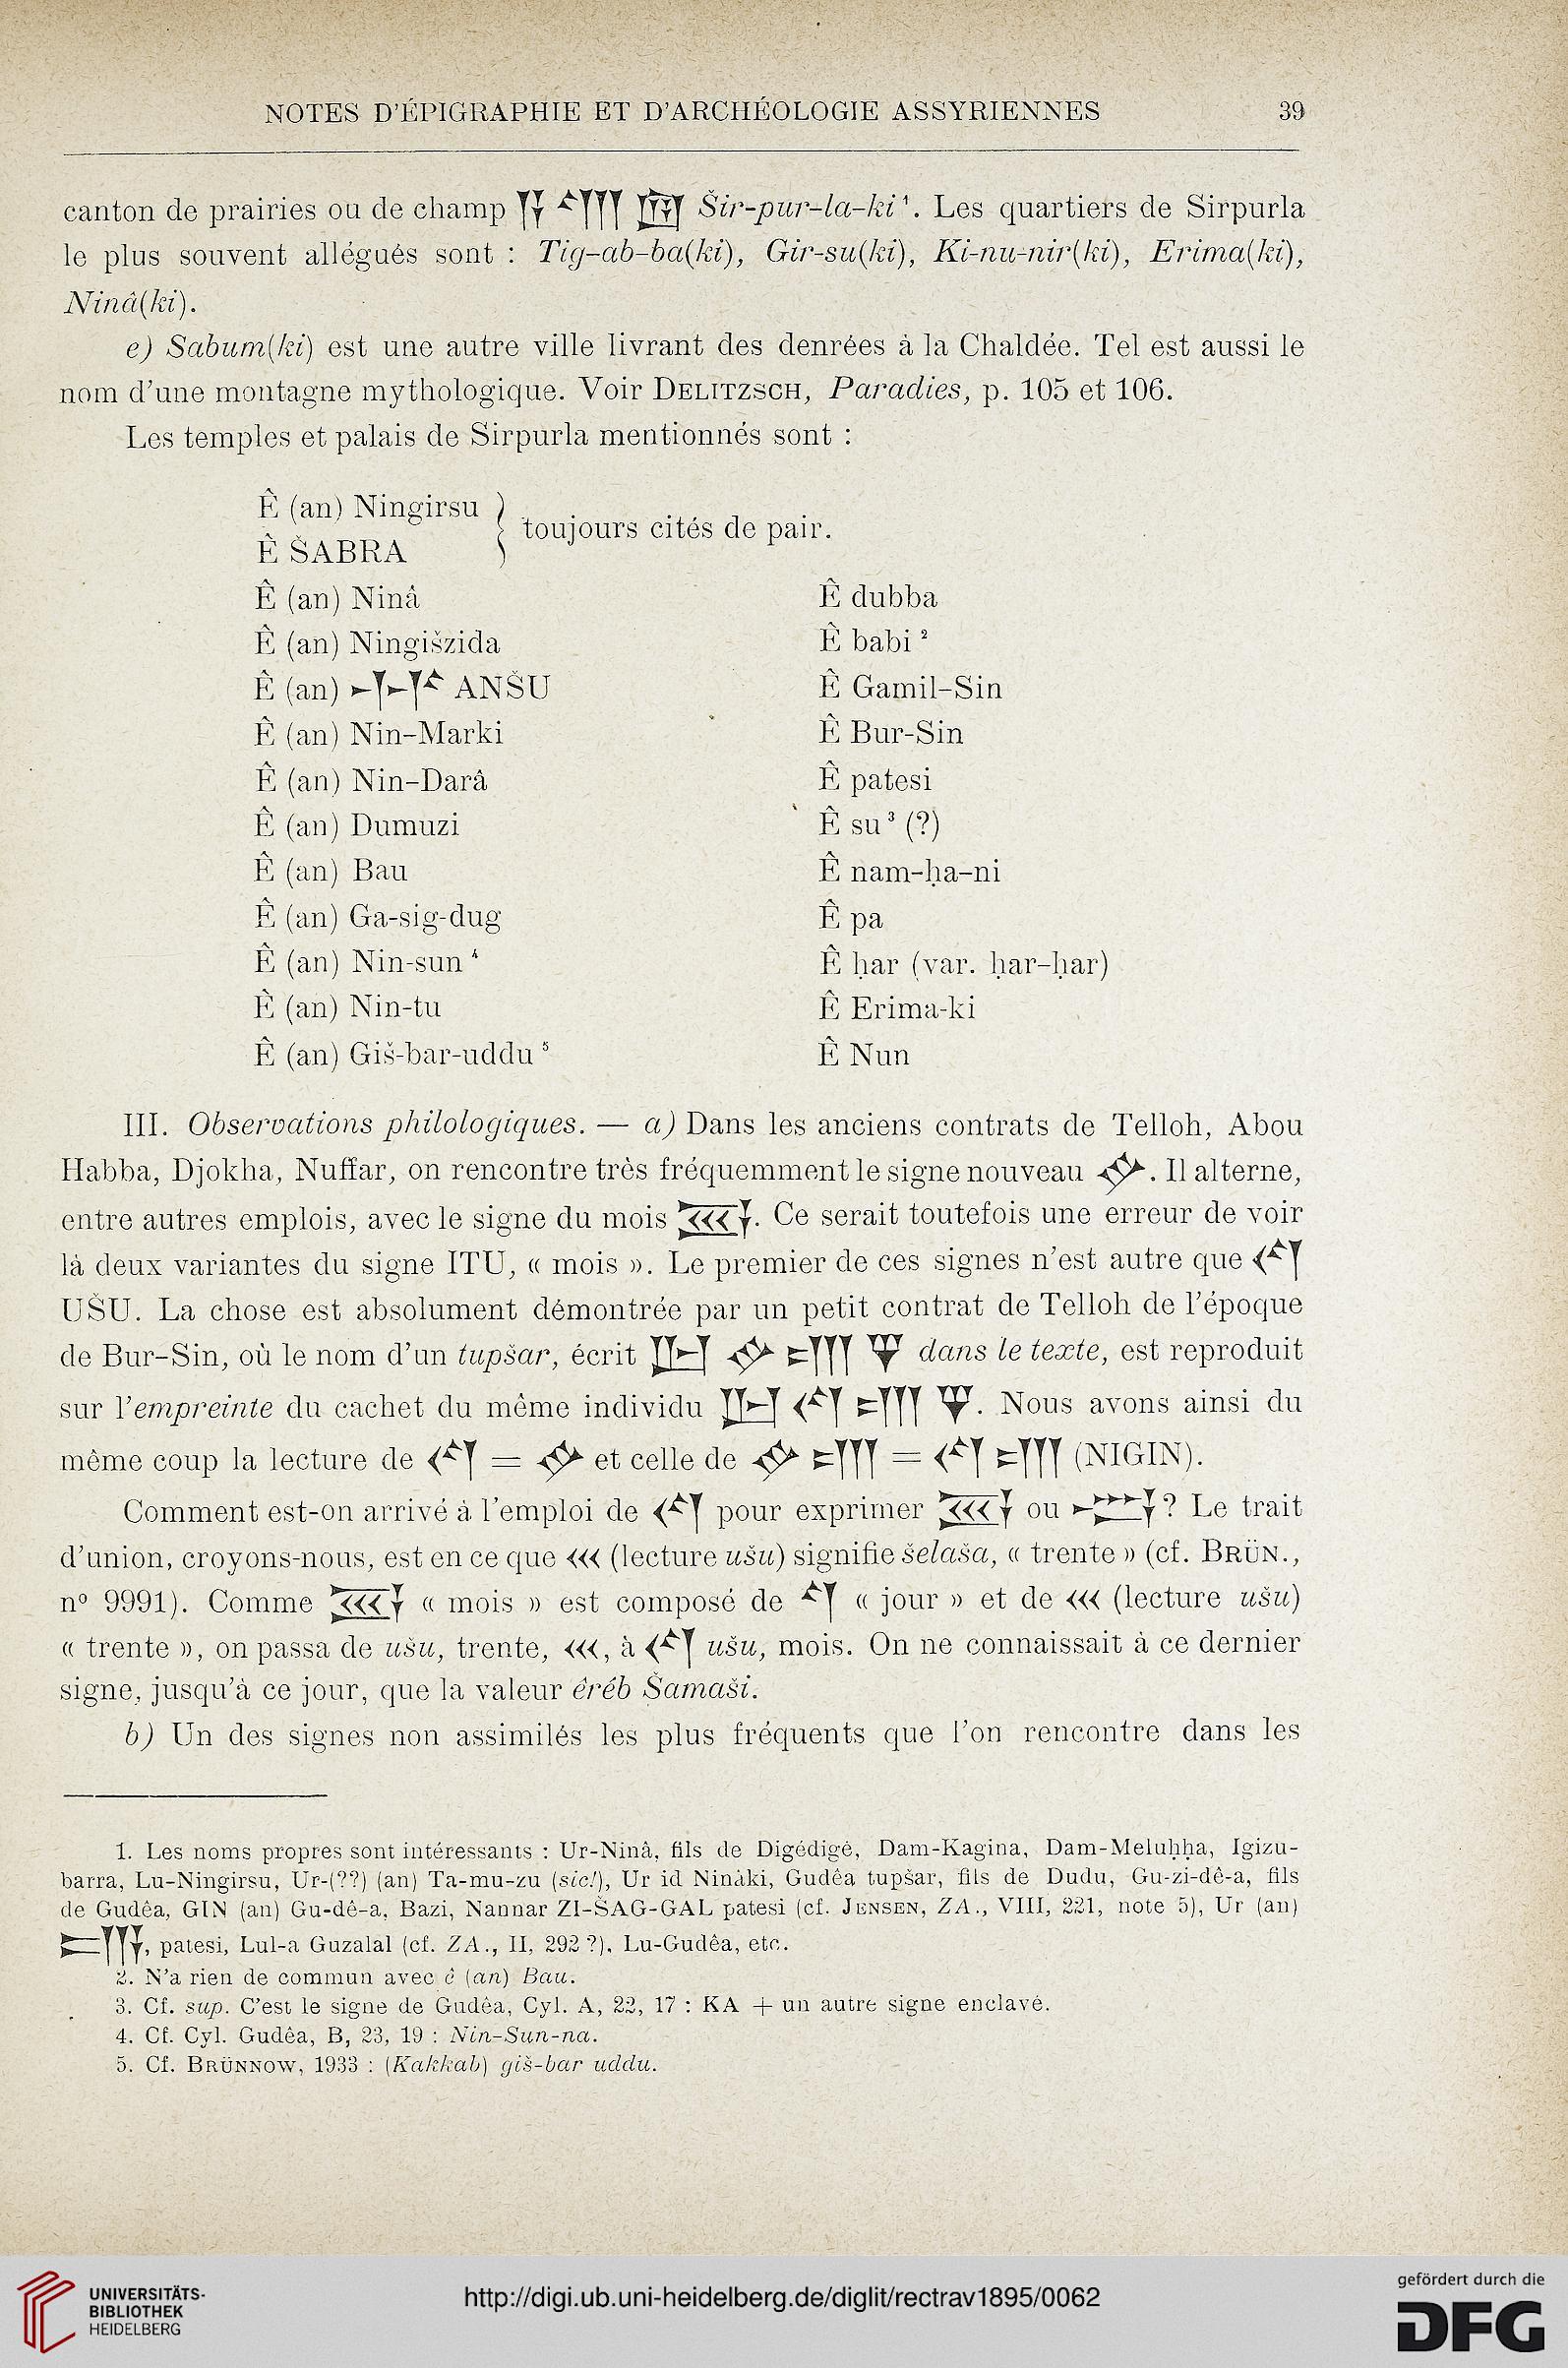 NOTES D'ÉPIGRAPHIE ET D'ARCHÉOLOGIE ASSYRIENNES 39
canton de prairies ou de champ Šir-pur-la-ki¹. Les quartiers de Sirpurla
le plus souvent allégués sont : Tig-ab-ba(ki), Gir-su(ki), Ki-nu-nir(ki), Erima(ki),
Ninâ(ki).
e) Sabum(ki) est une autre ville livrant des denrées à la Chaldée. Tel est aussi le
nom d'une montagne mythologique. Voir DELITZSCH, Paradies, p. 105 et 106.
Les temples et palais de Sirpurla mentionnés sont :
Ê (an) Ningirsu
Ê ŠABRA
toujours cités de pair.
Ê (an) Ninâ
Ê (an) Ningišzida
Ê (an) ANŠU
Ê (an) Nin-Marki
Ê (an) Nin-Darâ
Ê (an) Dumuzi
Ê (an) Bau
Ê (an) Ga-sig-dug
Ê (an) Nin-sun⁴
Ê (an) Nin-tu
Ê (an) Giš-bar-uddu⁵
Ê dubba
Ê babi²
Ê Gamil-Sin
Ê Bur-Sin
Ê patesi
Ê su³ (?)
Ê nam-ḫa-ni
Ê pa
Ê ḫar (var. ḫar-ḫar)
Ê Erima-ki
Ê Nun
III. Observations philologiques. — a) Dans les anciens contrats de Telloh, Abou
Habba, Djokha, Nuffar, on rencontre très fréquemment le signe nouveau . Il alterne,
entre autres emplois, avec le signe du mois . Ce serait toutefois une erreur de voir
là deux variantes du signe ITU, « mois ». Le premier de ces signes n'est autre que
UŠU. La chose est absolument démontrée par un petit contrat de Telloh de l'époque
de Bur-Sin, où le nom d'un tupšar, écrit dans le texte, est reproduit
sur l'empreinte du cachet du même individu . Nous avons ainsi du
même coup la lecture de = et celle de = (NIGIN).
Comment est-on arrivé à l'emploi de pour exprimer ou ? Le trait
d'union, croyons-nous, est en ce que 𒌍 (lecture ušu) signifie šelaša, « trente » (cf. BRÜN.,
n° 9991). Comme « mois » est composé de « jour » et de 𒌍 (lecture ušu)
« trente », on passa de ušu, trente, 𒌍, à ušu, mois. On ne connaissait à ce dernier
signe, jusqu'à ce jour, que la valeur êréb Šamaši.
b) Un des signes non assimilés les plus fréquents que l'on rencontre dans les
1. Les noms propres sont intéressants : Ur-Ninâ, fils de Digédigé, Dam-Kagina, Dam-Meluḫḫa, Igizu-
barra, Lu-Ningirsu, Ur-(??) (an) Ta-mu-zu (sic!), Ur id Ninâki, Gudêa tupšar, fils de Dudu, Gu-zi-dê-a, fils
de Gudêa, GIN (an) Gu-dê-a, Bazi, Nannar ZI-ŠAG-GAL patesi (cf. JENSEN, ZA., VIII, 221, note 5), Ur (an)
, patesi, Lul-a Guzalal (cf. ZA., II, 292 ?), Lu-Gudêa, etc.
2. N'a rien de commun avec ê (an) Bau.
3. Cf. sup. C'est le signe de Gudêa, Cyl. A, 22, 17 : KA + un autre signe enclavé.
4. Cf. Cyl. Gudêa, B, 23, 19 : Nin-Sun-na.
5. Cf. BRÜNNOW, 1933 : (Kakkab) giš-bar uddu.
UNIVERSITÄTS-
BIBLIOTHEK
HEIDELBERG
http://digi.ub.uni-heidelberg.de/diglit/rectrav1895/0062
gefördert durch die
DFG